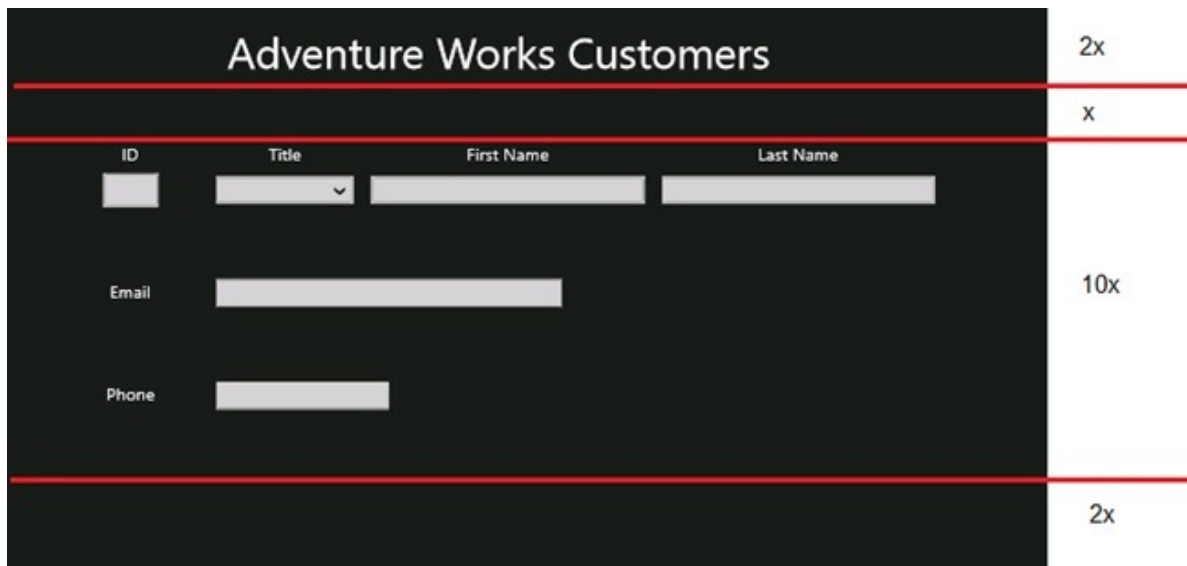 Adventure Works Customers
2x
x
ID Title First Name Last Name
10x
Email
Phone
2x